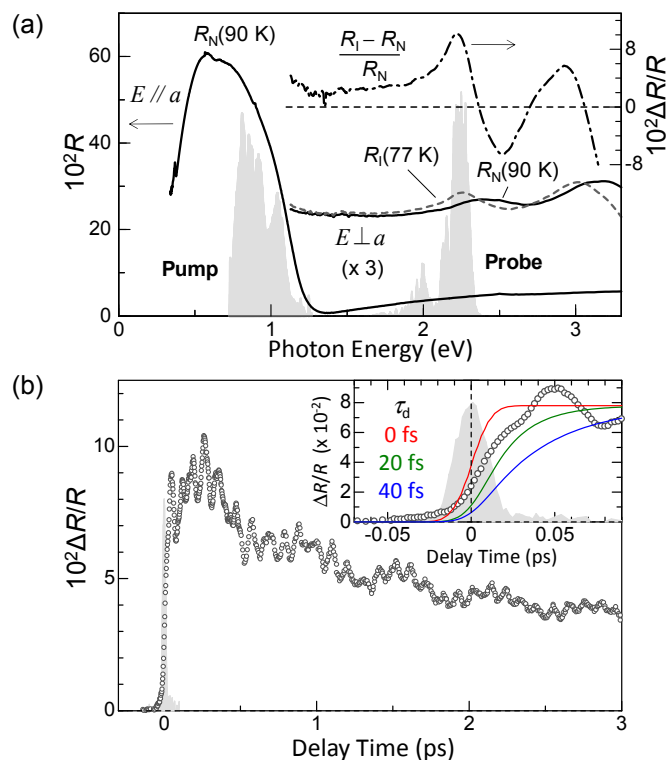 (a)
60
R_N(90 K)
R_I – R_N
R_N
10
E // a
0
10²ΔR/R
40
10²R
R_I(77 K)
R_N(90 K)
-8
20
E ⊥ a
(x 3)
Pump
Probe
0
0
1
2
3
Photon Energy (eV)
(b)
10
8
6
4
2
0
ΔR/R (x 10⁻²)
τ_d
0 fs
20 fs
40 fs
-0.05
0
0.05
Delay Time (ps)
10²ΔR/R
5
0
0
1
2
3
Delay Time (ps)